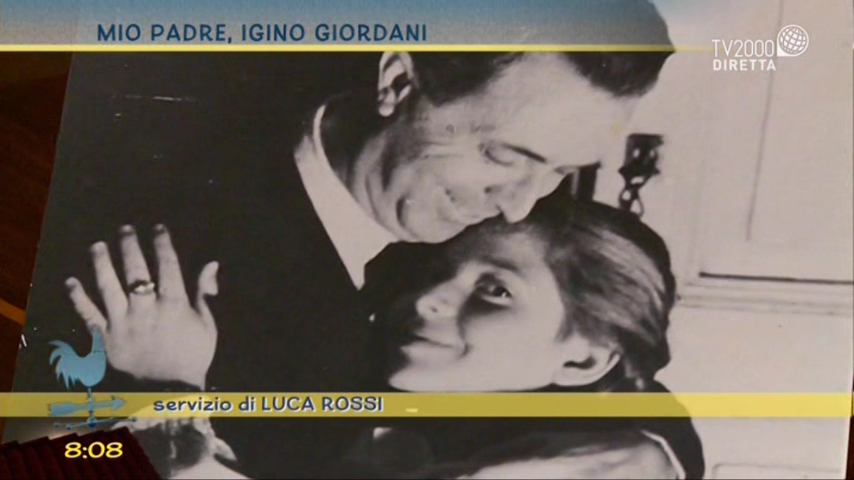 MIO PADRE, IGINO GIORDANI
TV2000
DIRETTA
servizio di LUCA ROSSI
8:08